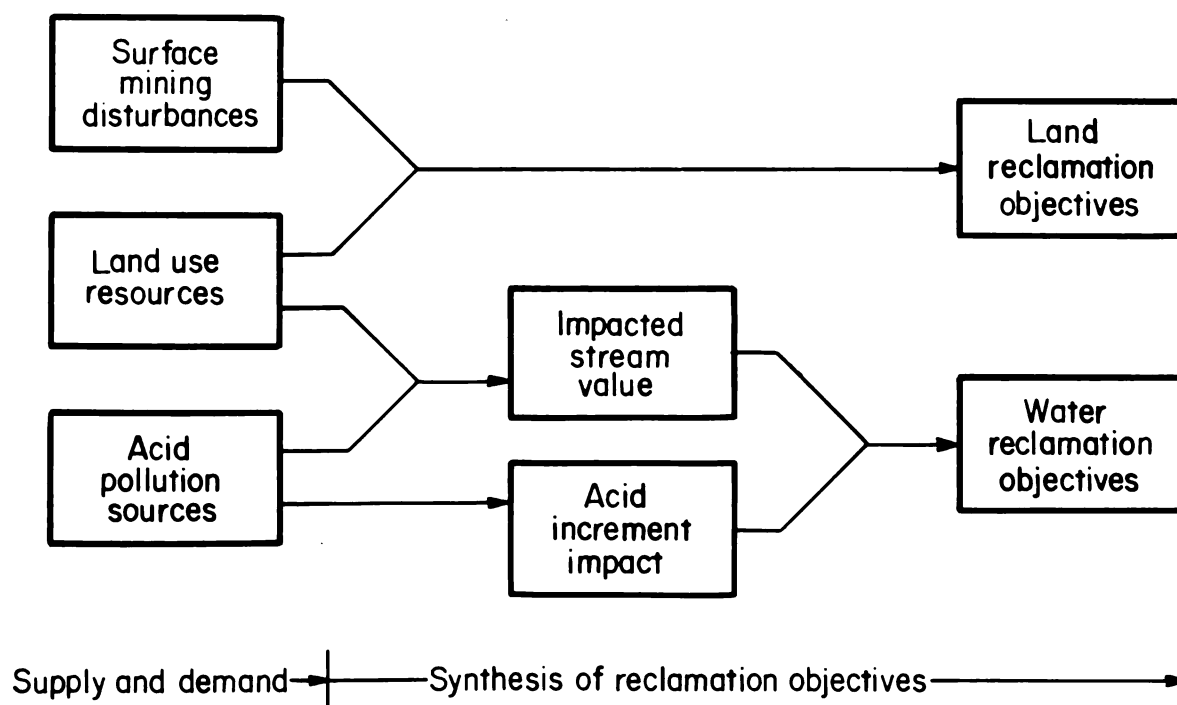 Surface
mining
disturbances
Land
reclamation
objectives
Land use
resources
Impacted
stream
value
Acid
pollution
sources
Water
reclamation
objectives
Acid
increment
impact
Supply and demand
Synthesis of reclamation objectives